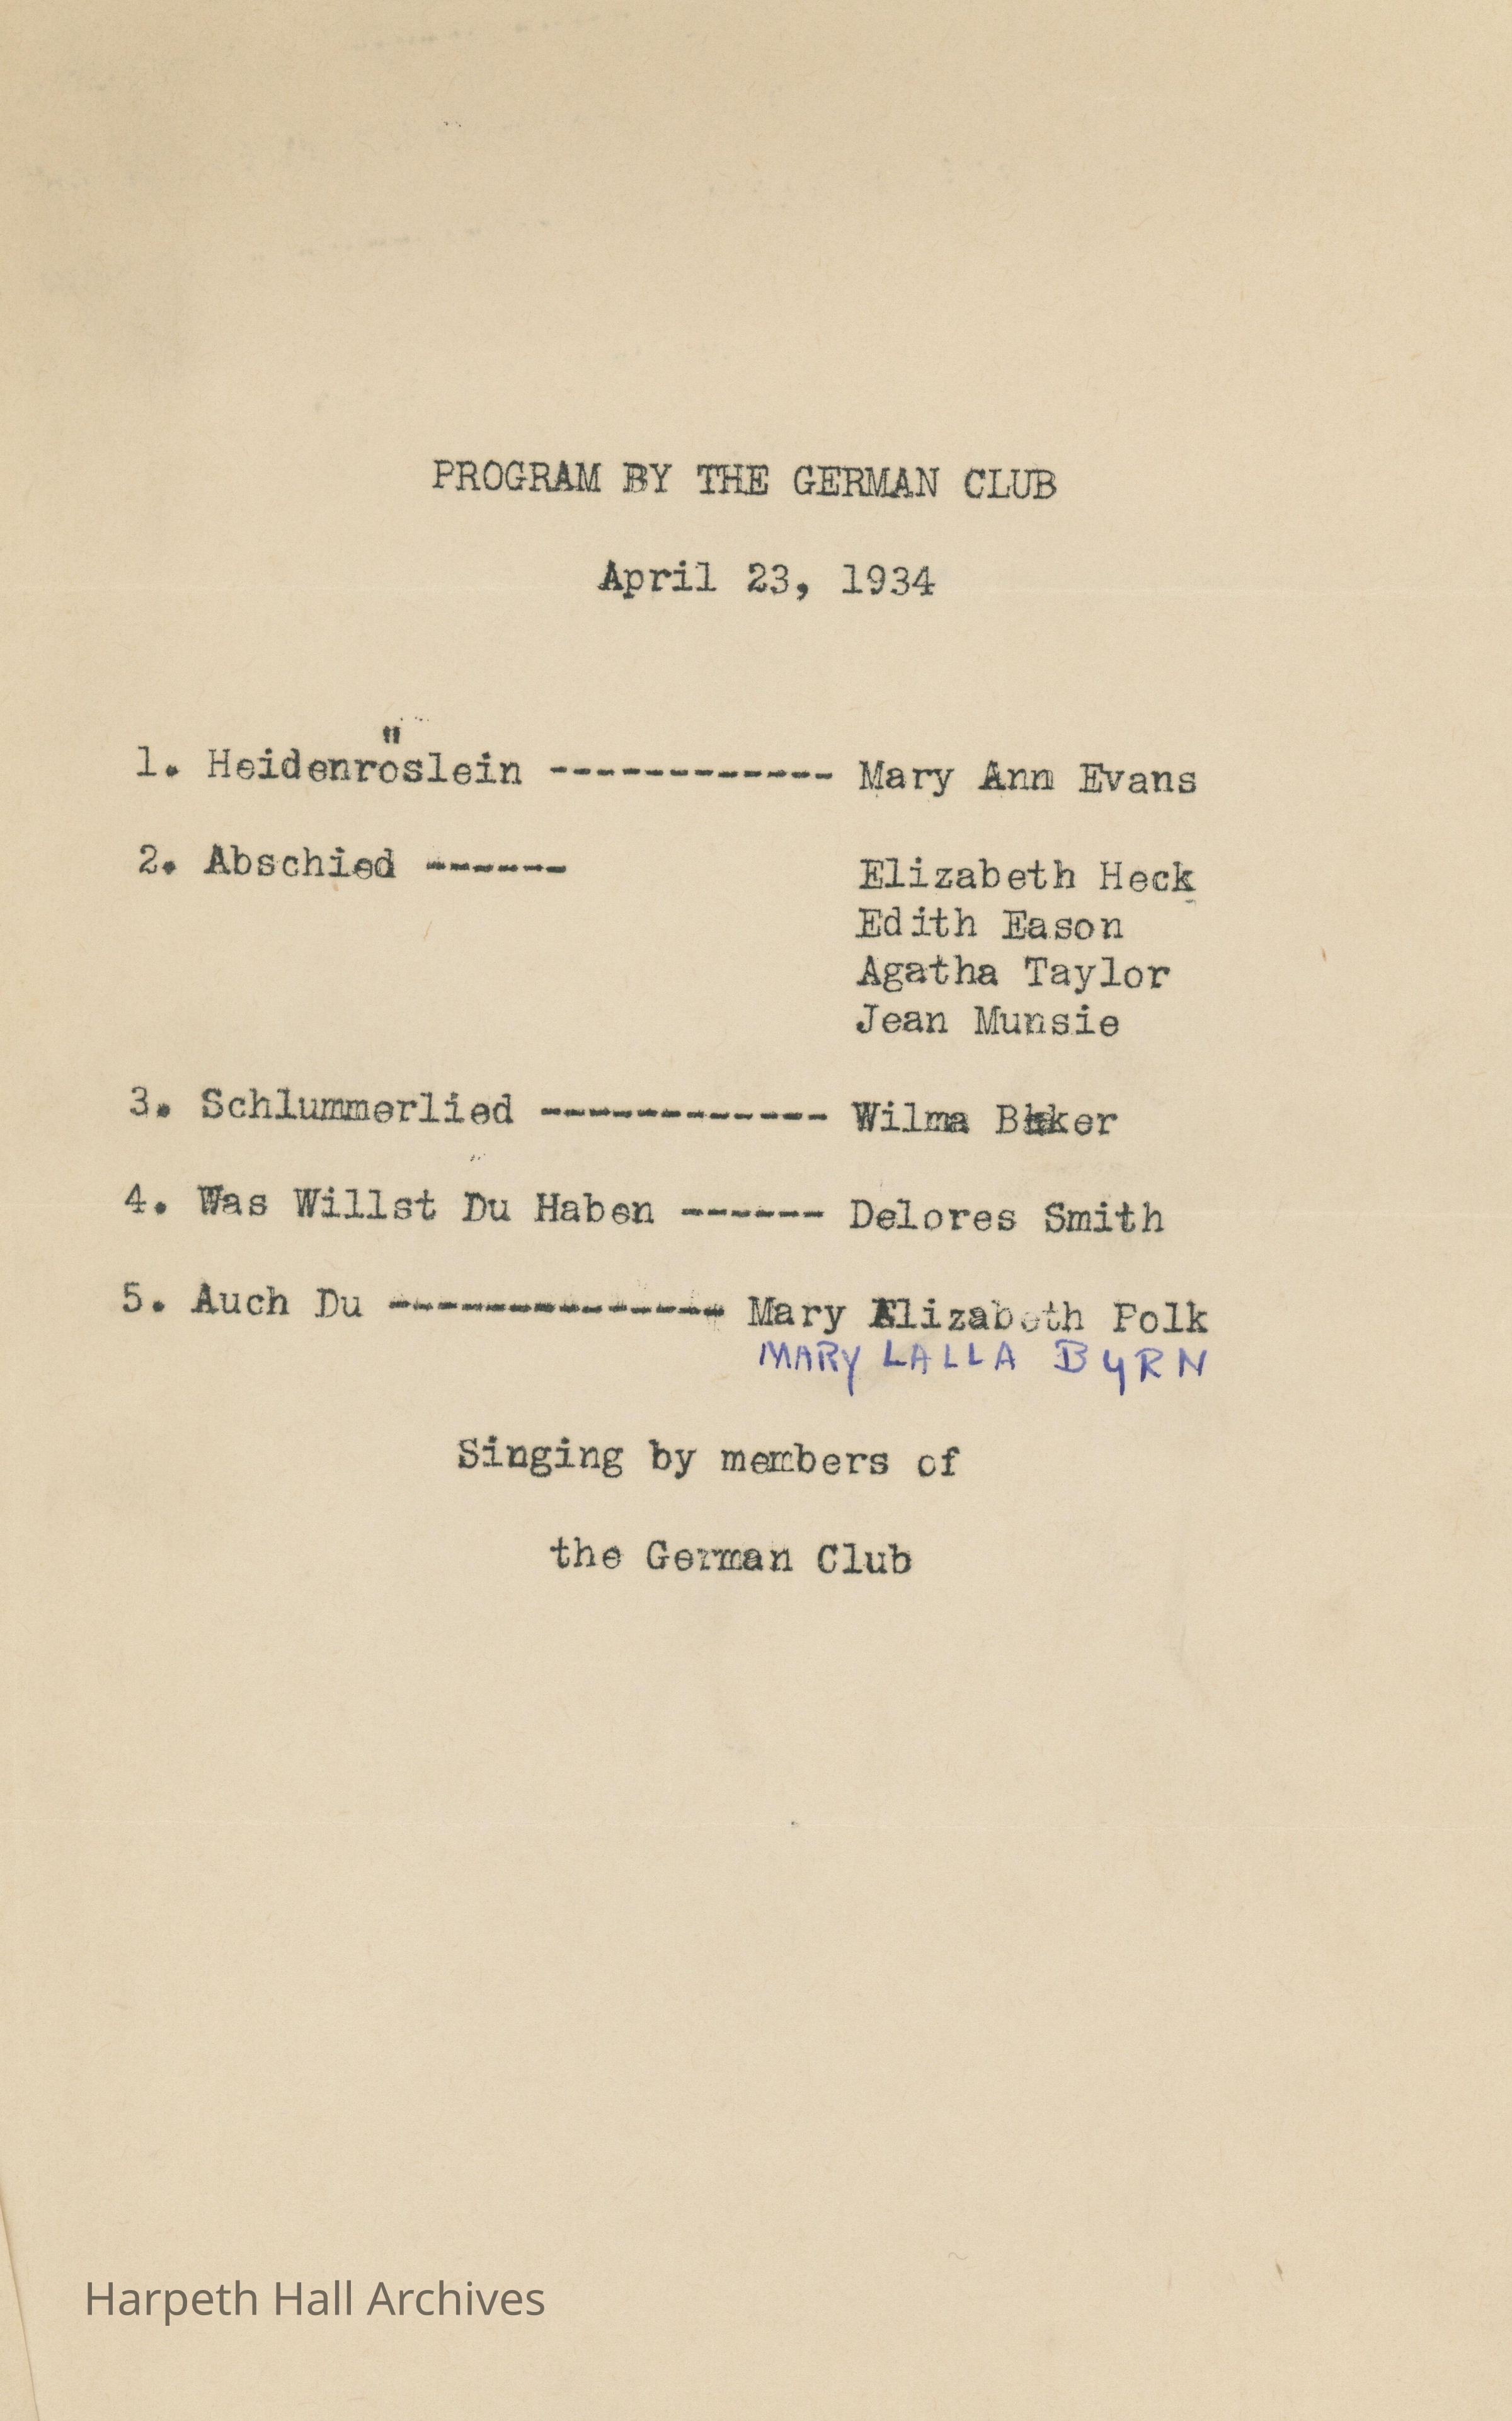 PROGRAM BY THE GERMAN CLUB
April 23, 1934
1. Heidenröslein ------------ Mary Ann Evans
2. Abschied ------ Elizabeth Heck
Edith Eason
Agatha Taylor
Jean Munsie
3. Schlummerlied ------------ Wilma Baker
4. Was Willst Du Haben ------ Delores Smith
5. Auch Du -------------- Mary Elizabeth Polk
MARY LALLA BYRN
Singing by members of
the German Club
Harpeth Hall Archives